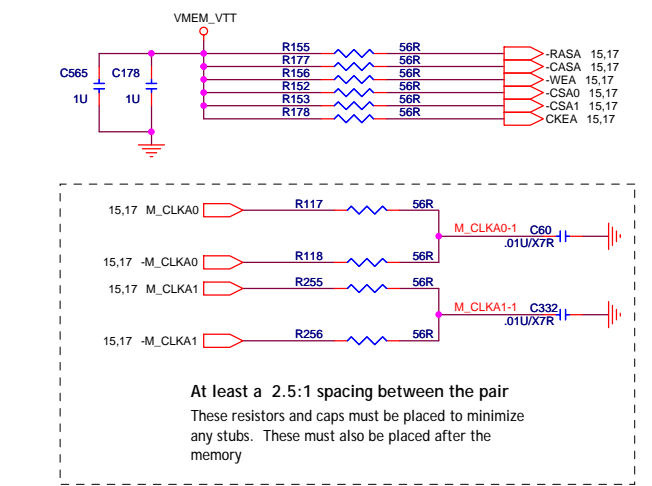 VMEM_VTT
R155 56R -RASA 15,17
R177 56R -CASA 15,17
R156 56R -WEA 15,17
R152 56R -CSA0 15,17
R153 56R -CSA1 15,17
R178 56R CKEA 15,17
C565 C178
1U 1U
15,17 M_CLKA0 R117 56R
M_CLKA0-1 C60
.01U/X7R
15,17 -M_CLKA0 R118 56R
15,17 M_CLKA1 R255 56R
M_CLKA1-1 C332
.01U/X7R
15,17 -M_CLKA1 R256 56R
At least a 2.5:1 spacing between the pair
These resistors and caps must be placed to minimize
any stubs. These must also be placed after the
memory